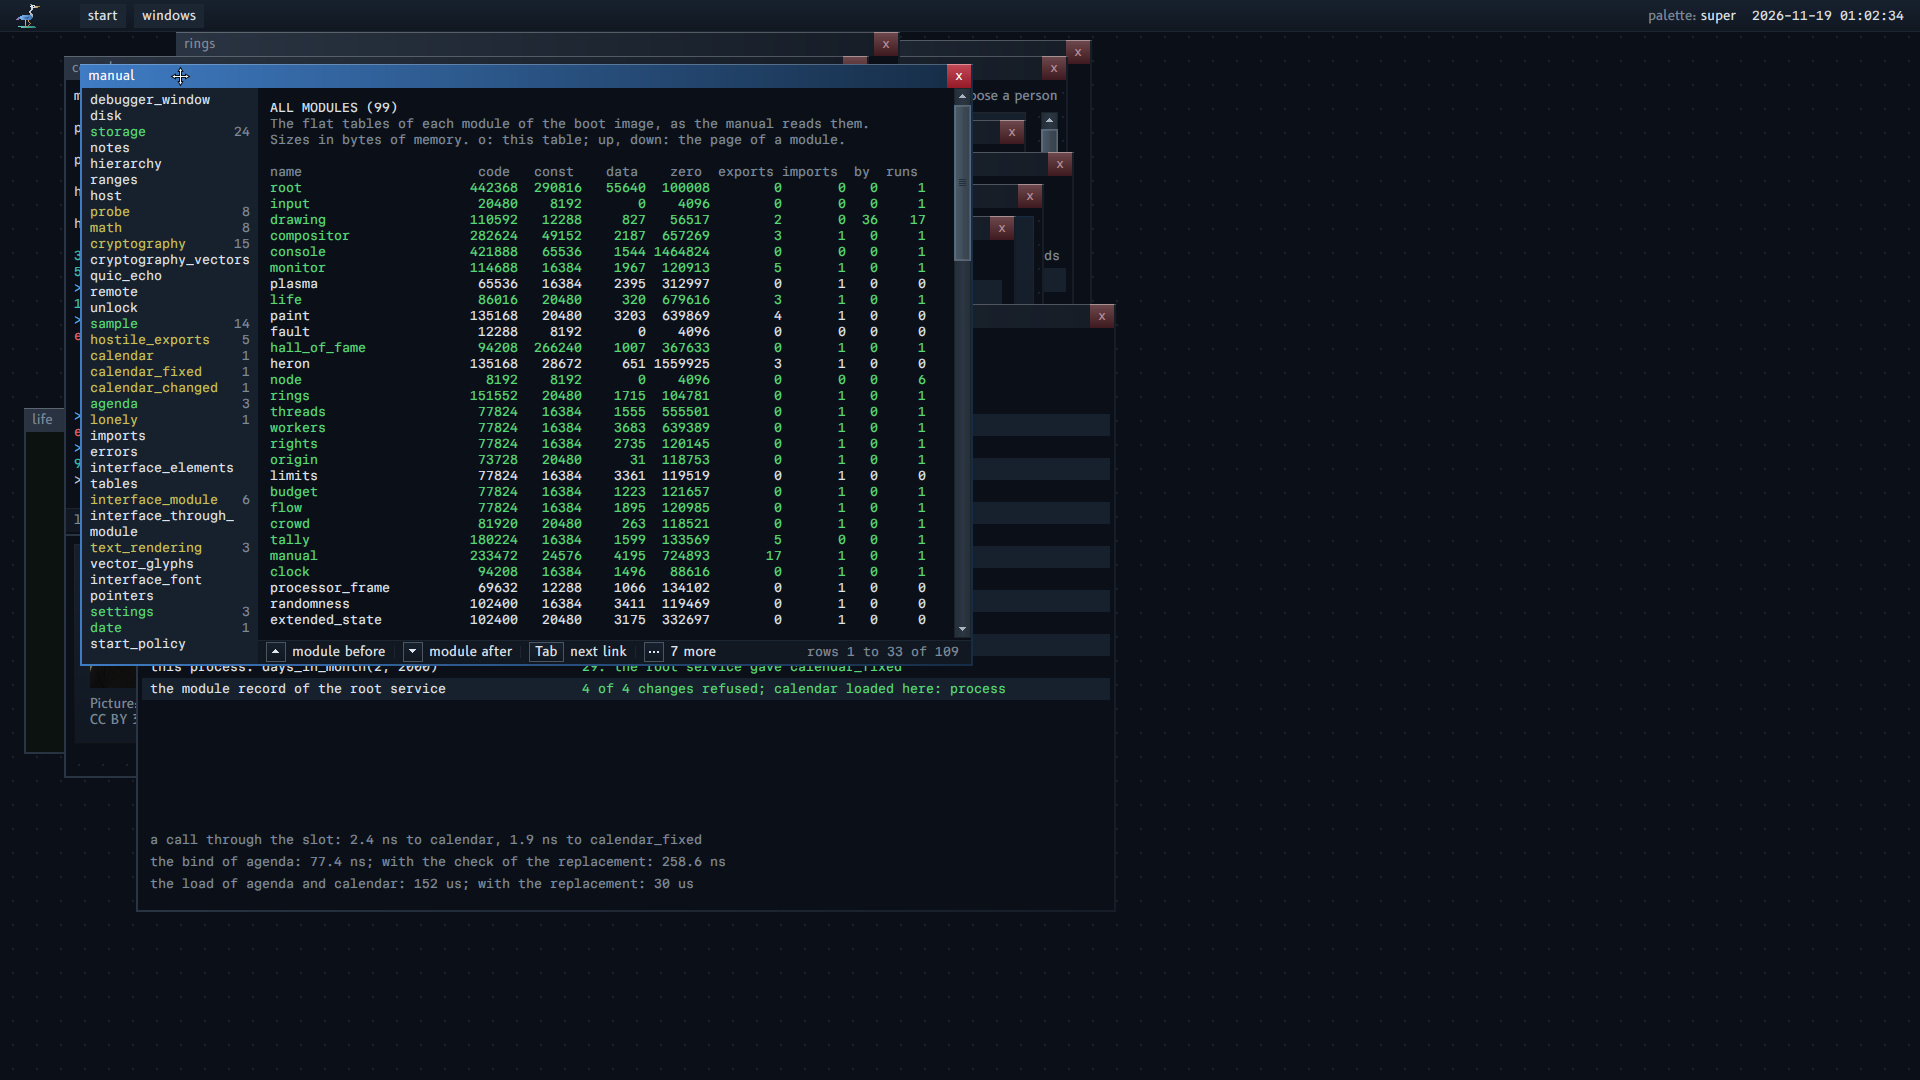 start windows palette: super 2026-11-19 01:02:34
rings x
x
manual x
x
debugger_window
disk
storage 24
notes
hierarchy
ranges
host
probe 8
math 8
cryptography 15
cryptography_vectors
quic_echo
remote
unlock
sample 14
hostile_exports 5
calendar 1
calendar_fixed 1
calendar_changed 1
agenda 3
lonely 1
imports
errors
interface_elements
tables
interface_module 6
interface_through_
module
text_rendering 3
vector_glyphs
interface_font
pointers
settings 3
date 1
start_policy
ALL MODULES (99)
The flat tables of each module of the boot image, as the manual reads them.
Sizes in bytes of memory. o: this table; up, down: the page of a module.
name code const data zero exports imports by runs
root 442368 290816 55640 100008 0 0 0 1
input 20480 8192 0 4096 0 0 0 1
drawing 110592 12288 827 56517 2 0 36 17
compositor 282624 49152 2187 657269 3 1 0 1
console 421888 65536 1544 1464824 0 0 0 1
monitor 114688 16384 1967 120913 5 1 0 1
plasma 65536 16384 2395 312997 0 1 0 0
life 86016 20480 320 679616 3 1 0 1
paint 135168 20480 3203 639869 4 1 0 0
fault 12288 8192 0 4096 0 0 0 0
hall_of_fame 94208 266240 1007 367633 0 1 0 1
heron 135168 28672 651 1559925 3 1 0 0
node 8192 8192 0 4096 0 0 0 6
rings 151552 20480 1715 104781 0 1 0 1
threads 77824 16384 1555 555501 0 1 0 1
workers 77824 16384 3683 639389 0 1 0 1
rights 77824 16384 2735 120145 0 1 0 1
origin 73728 20480 31 118753 0 1 0 1
limits 77824 16384 3361 119519 0 1 0 0
budget 77824 16384 1223 121657 0 1 0 1
flow 77824 16384 1895 120985 0 1 0 1
crowd 81920 20480 263 118521 0 1 0 1
tally 180224 16384 1599 133569 5 0 0 1
manual 233472 24576 4195 724893 17 1 0 1
clock 94208 16384 1496 88616 0 1 0 1
processor_frame 69632 12288 1066 134102 0 1 0 0
randomness 102400 16384 3411 119469 0 1 0 0
extended_state 102400 20480 3175 332697 0 1 0 0
module before module after Tab next link 7 more rows 1 to 33 of 109
a person
x
x
x
x
ds
x
life
this process: days_in_month(2, 2000) 29: the root service gave calendar_fixed
the module record of the root service 4 of 4 changes refused; calendar loaded here: process
Picture:
CC BY
a call through the slot: 2.4 ns to calendar, 1.9 ns to calendar_fixed
the bind of agenda: 77.4 ns; with the check of the replacement: 258.6 ns
the load of agenda and calendar: 152 us; with the replacement: 30 us